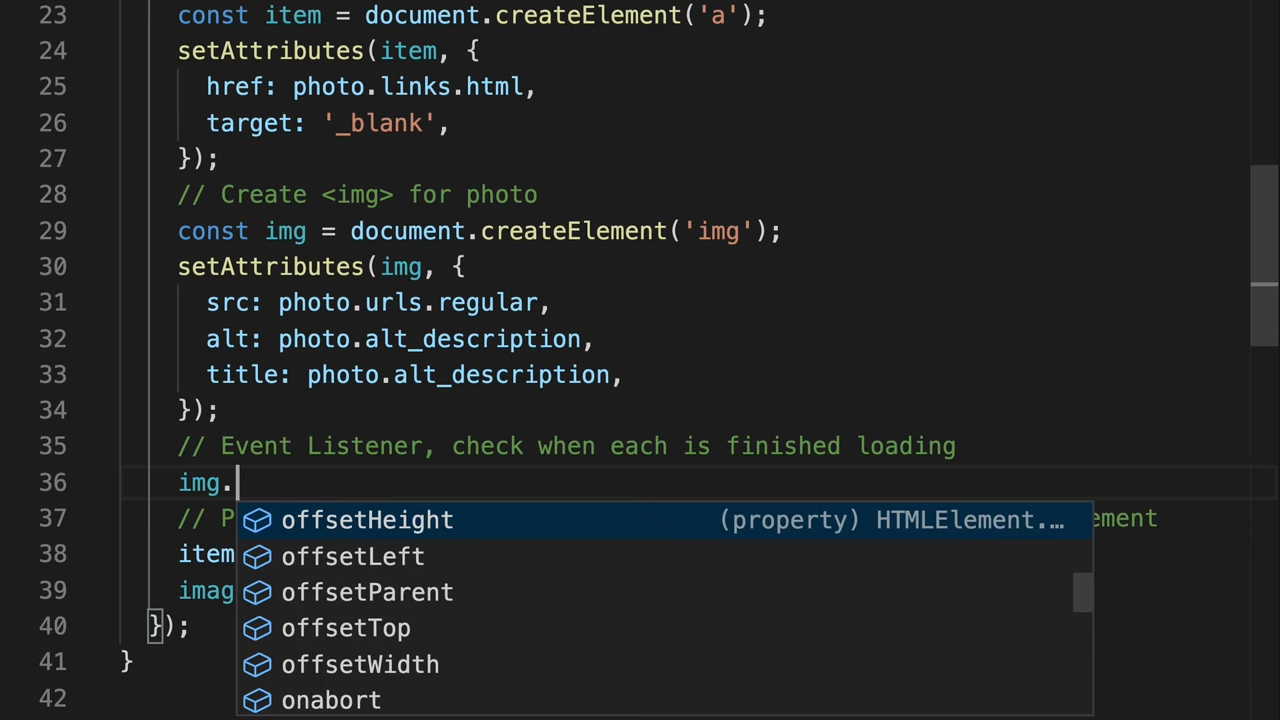 23 const item = document.createElement('a');
24 setAttributes(item, {
25 href: photo.links.html,
26 target: '_blank',
27 });
28 // Create <img> for photo
29 const img = document.createElement('img');
30 setAttributes(img, {
31 src: photo.urls.regular,
32 alt: photo.alt_description,
33 title: photo.alt_description,
34 });
35 // Event Listener, check when each is finished loading
36 img.
37 // P ement
offsetHeight (property) HTMLElement.…
offsetLeft
38 item
offsetParent
39 imag
offsetTop
40 });
offsetWidth
41 }
onabort
42